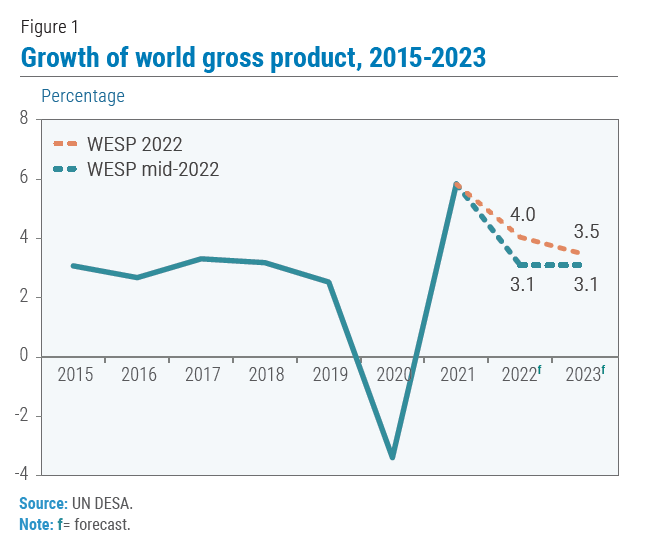 Figure 1
Growth of world gross product, 2015-2023
Percentage
8
WESP 2022
WESP mid-2022
6
4.0
4
3.5
3.1 3.1
2
0
2015 2016 2017 2018 2019 2020 2021 2022f 2023f
-2
-4
Source: UN DESA.
Note: f= forecast.